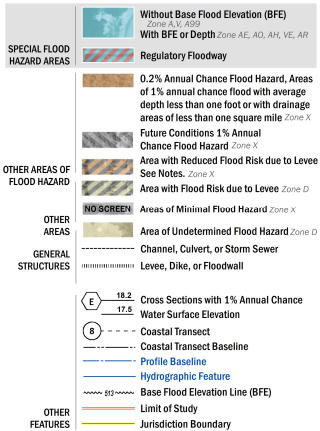 Without Base Flood Elevation (BFE)
Zone A,V, A99
With BFE or Depth Zone AE, AO, AH, VE, AR
SPECIAL FLOOD
HAZARD AREAS
Regulatory Floodway
0.2% Annual Chance Flood Hazard, Areas
of 1% annual chance flood with average
depth less than one foot or with drainage
areas of less than one square mile Zone X
Future Conditions 1% Annual
Chance Flood Hazard Zone X
OTHER AREAS OF
FLOOD HAZARD
Area with Reduced Flood Risk due to Levee
See Notes. Zone X
Area with Flood Risk due to Levee Zone D
NO SCREEN
Areas of Minimal Flood Hazard Zone X
OTHER
AREAS
Area of Undetermined Flood Hazard Zone D
GENERAL
STRUCTURES
Channel, Culvert, or Storm Sewer
Levee, Dike, or Floodwall
E
18.2
17.5
Cross Sections with 1% Annual Chance
Water Surface Elevation
8
Coastal Transect
Coastal Transect Baseline
Profile Baseline
Hydrographic Feature
513
Base Flood Elevation Line (BFE)
OTHER
FEATURES
Limit of Study
Jurisdiction Boundary